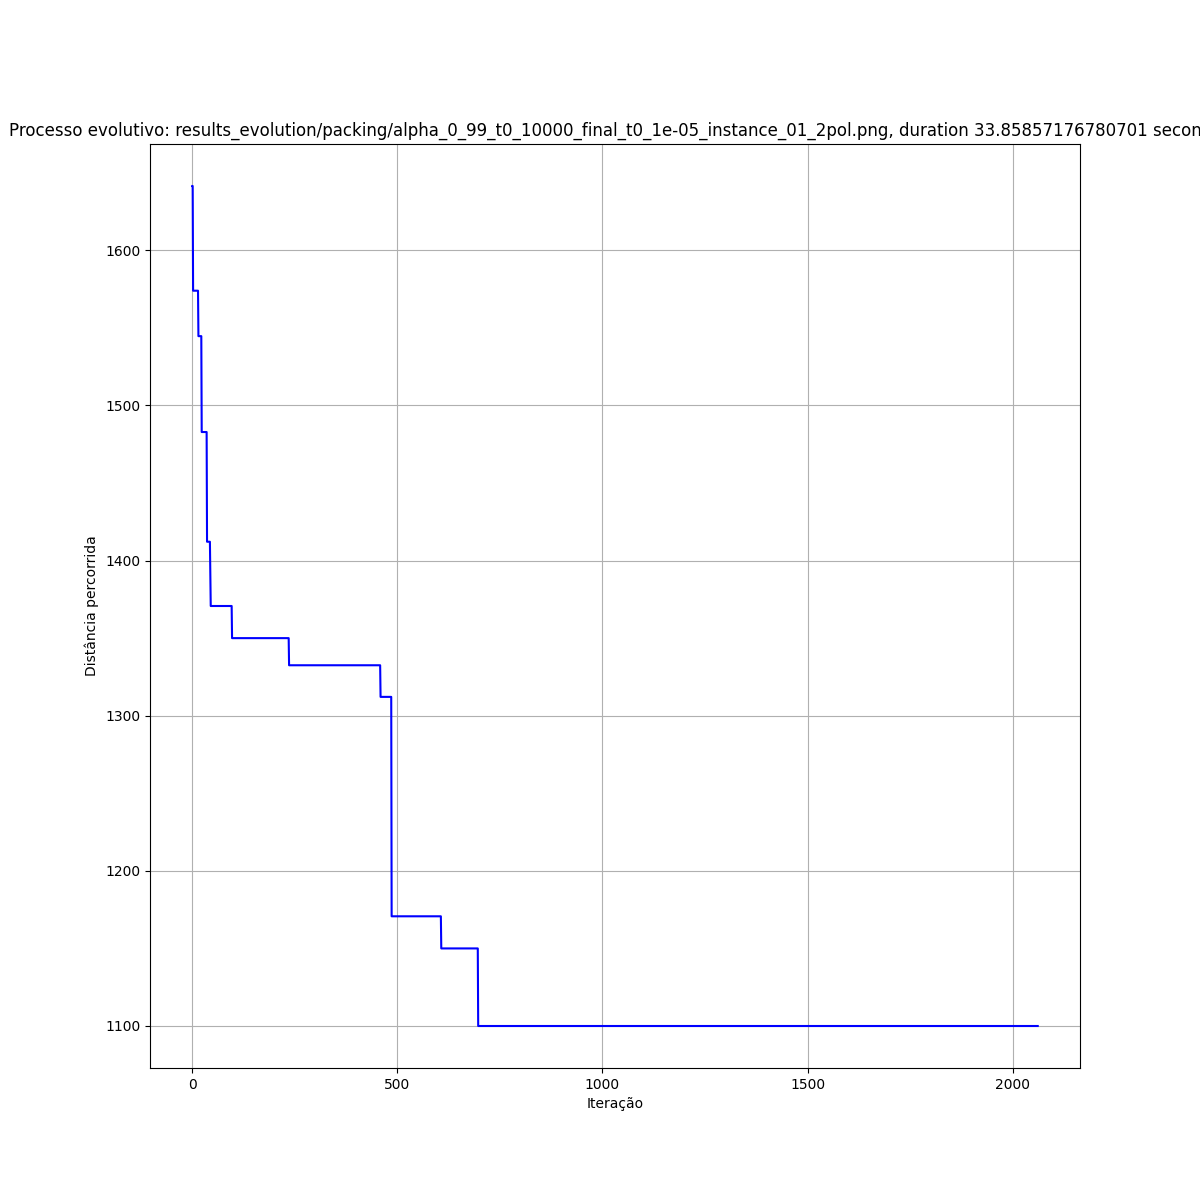 Processo evolutivo: results_evolution/packing/alpha_0_99_t0_10000_final_t0_1e-05_instance_01_2pol.png, duration 33.85857176780701 secon
1600
1500
1400
1300
1200
1100
Distância percorrida
0 500 1000 1500 2000
Iteração